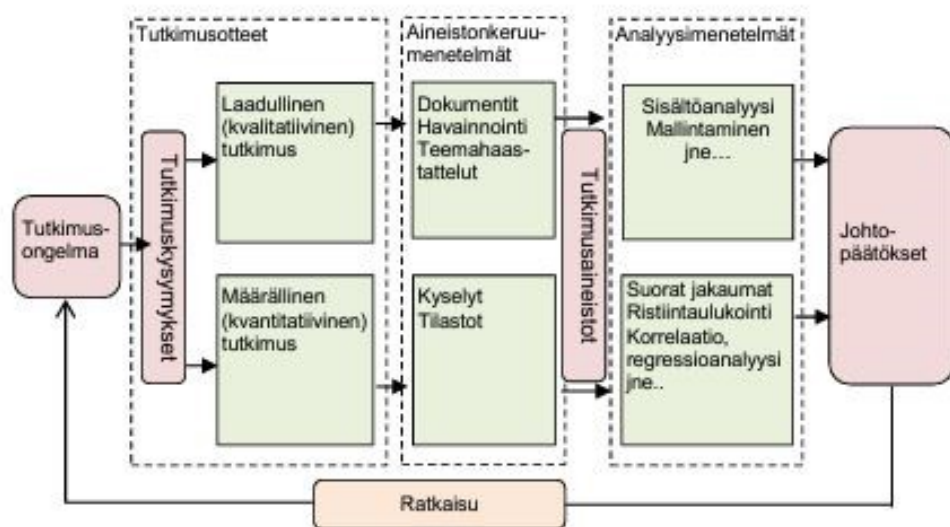 Tutkimusotteet
Aineistonkeruu-
menetelmät
Analyysimenetelmät
Tutkimus-
ongelma
Tutkimuskysymykset
Laadullinen
(kvalitatiivinen)
tutkimus
Dokumentit
Havainnointi
Teemahaas-
tattelut
Tutkimusaineistot
Sisältöanalyysi
Mallintaminen
jne...
Johto-
päätökset
Määrällinen
(kvantitatiivinen)
tutkimus
Kyselyt
Tilastot
Suorat jakaumat
Ristiintaulukointi
Korrelaatio,
regressioanalyysi
jne..
Ratkaisu